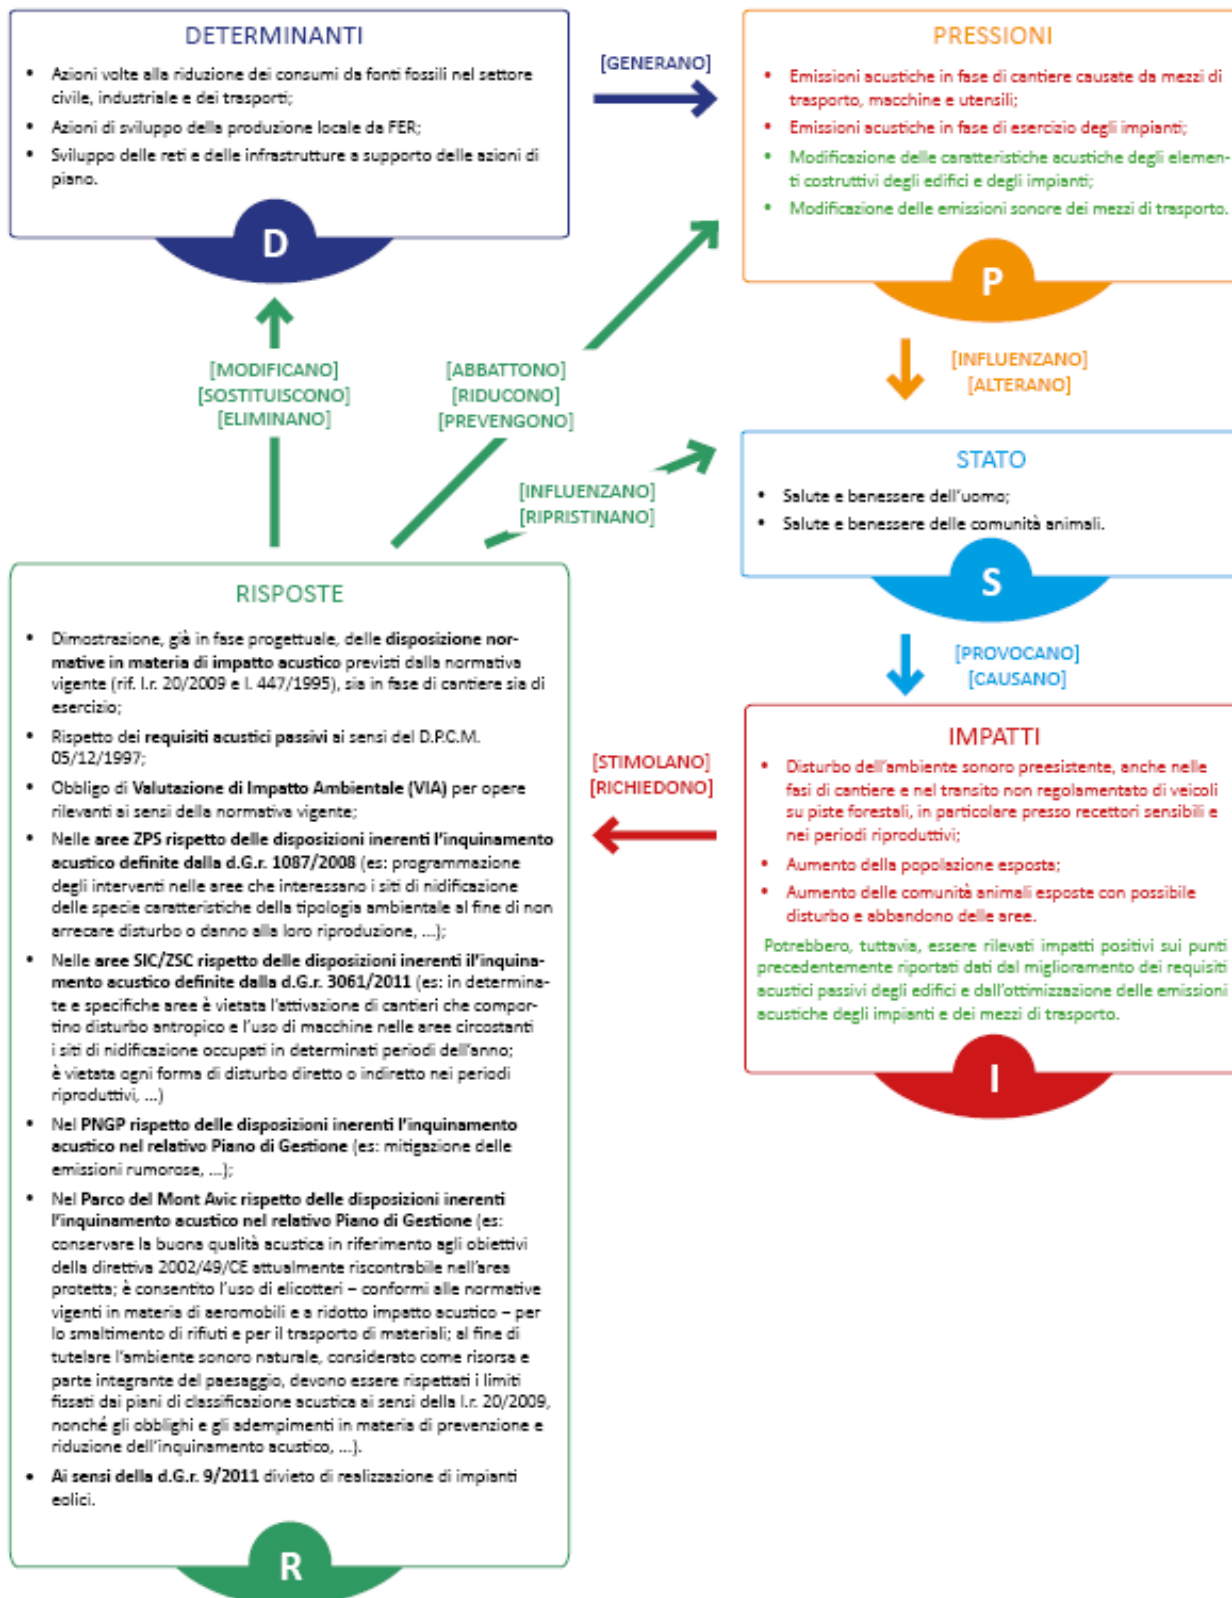 DETERMINANTI
• Azioni volte alla riduzione dei consumi da fonti fossili nel settore
civile, industriale e dei trasporti;
• Azioni di sviluppo della produzione locale da FER;
• Sviluppo delle reti e delle infrastrutture a supporto delle azioni di
piano.
D
[GENERANO]
PRESSIONI
• Emissioni acustiche in fase di cantiere causate da mezzi di
trasporto, macchine e utensili;
• Emissioni acustiche in fase di esercizio degli impianti;
• Modificazione delle caratteristiche acustiche degli elemen-
ti costruttivi degli edifici e degli impianti;
• Modificazione delle emissioni sonore dei mezzi di trasporto.
P
[MODIFICANO]
[SOSTITUISCONO]
[ELIMINANO]
[ABBATTONO]
[RIDUCONO]
[PREVENGONO]
[INFLUENZANO]
[ALTERANO]
[INFLUENZANO]
[RIPRISTINANO]
STATO
• Salute e benessere dell'uomo;
• Salute e benessere delle comunità animali.
S
[PROVOCANO]
[CAUSANO]
IMPATTI
• Disturbo dell'ambiente sonoro preesistente, anche nelle
fasi di cantiere e nel transito non regolamentato di veicoli
su piste forestali, in particolare presso recettori sensibili e
nei periodi riproduttivi;
• Aumento della popolazione esposta;
• Aumento delle comunità animali esposte con possibile
disturbo e abbandono delle aree.
Potrebbero, tuttavia, essere rilevati impatti positivi sui punti
precedentemente riportati dati dal miglioramento dei requisiti
acustici passivi degli edifici e dall'ottimizzazione delle emissioni
acustiche degli impianti e dei mezzi di trasporto.
I
[STIMOLANO]
[RICHIEDONO]
RISPOSTE
• Dimostrazione, già in fase progettuale, delle disposizione nor-
mative in materia di impatto acustico previsti dalla normativa
vigente (rif. l.r. 20/2009 e l. 447/1995), sia in fase di cantiere sia di
esercizio;
• Rispetto dei requisiti acustici passivi ai sensi del D.P.C.M.
05/12/1997;
• Obbligo di Valutazione di Impatto Ambientale (VIA) per opere
rilevanti ai sensi della normativa vigente;
• Nelle aree ZPS rispetto delle disposizioni inerenti l'inquinamento
acustico definite dalla d.G.r. 1087/2008 (es: programmazione
degli interventi nelle aree che interessano i siti di nidificazione
delle specie caratteristiche della tipologia ambientale al fine di non
arrecare disturbo o danno alla loro riproduzione, ...);
• Nelle aree SIC/ZSC rispetto delle disposizioni inerenti il'inquina-
mento acustico definite dalla d.G.r. 3061/2011 (es: in determina-
te e specifiche aree è vietata l'attivazione di cantieri che compor-
tino disturbo antropico e l'uso di macchine nelle aree circostanti
i siti di nidificazione occupati in determinati periodi dell'anno;
è vietata ogni forma di disturbo diretto o indiretto nei periodi
riproduttivi, ...)
• Nel PNGP rispetto delle disposizioni inerenti l'inquinamento
acustico nel relativo Piano di Gestione (es: mitigazione delle
emissioni rumorose, ...);
• Nel Parco del Mont Avic rispetto delle disposizioni inerenti
l'inquinamento acustico nel relativo Piano di Gestione (es:
conservare la buona qualità acustica in riferimento agli obiettivi
della direttiva 2002/49/CE attualmente riscontrabile nell'area
protetta; è consentito l'uso di elicotteri – conformi alle normative
vigenti in materia di aeromobili e a ridotto impatto acustico – per
lo smaltimento di rifiuti e per il trasporto di materiali; al fine di
tutelare l'ambiente sonoro naturale, considerato come risorsa e
parte integrante del paesaggio, devono essere rispettati i limiti
fissati dai piani di classificazione acustica ai sensi della l.r. 20/2009,
nonché gli obblighi e gli adempimenti in materia di prevenzione e
riduzione dell'inquinamento acustico, ...).
• Ai sensi della d.G.r. 9/2011 divieto di realizzazione di impianti
eolici.
R